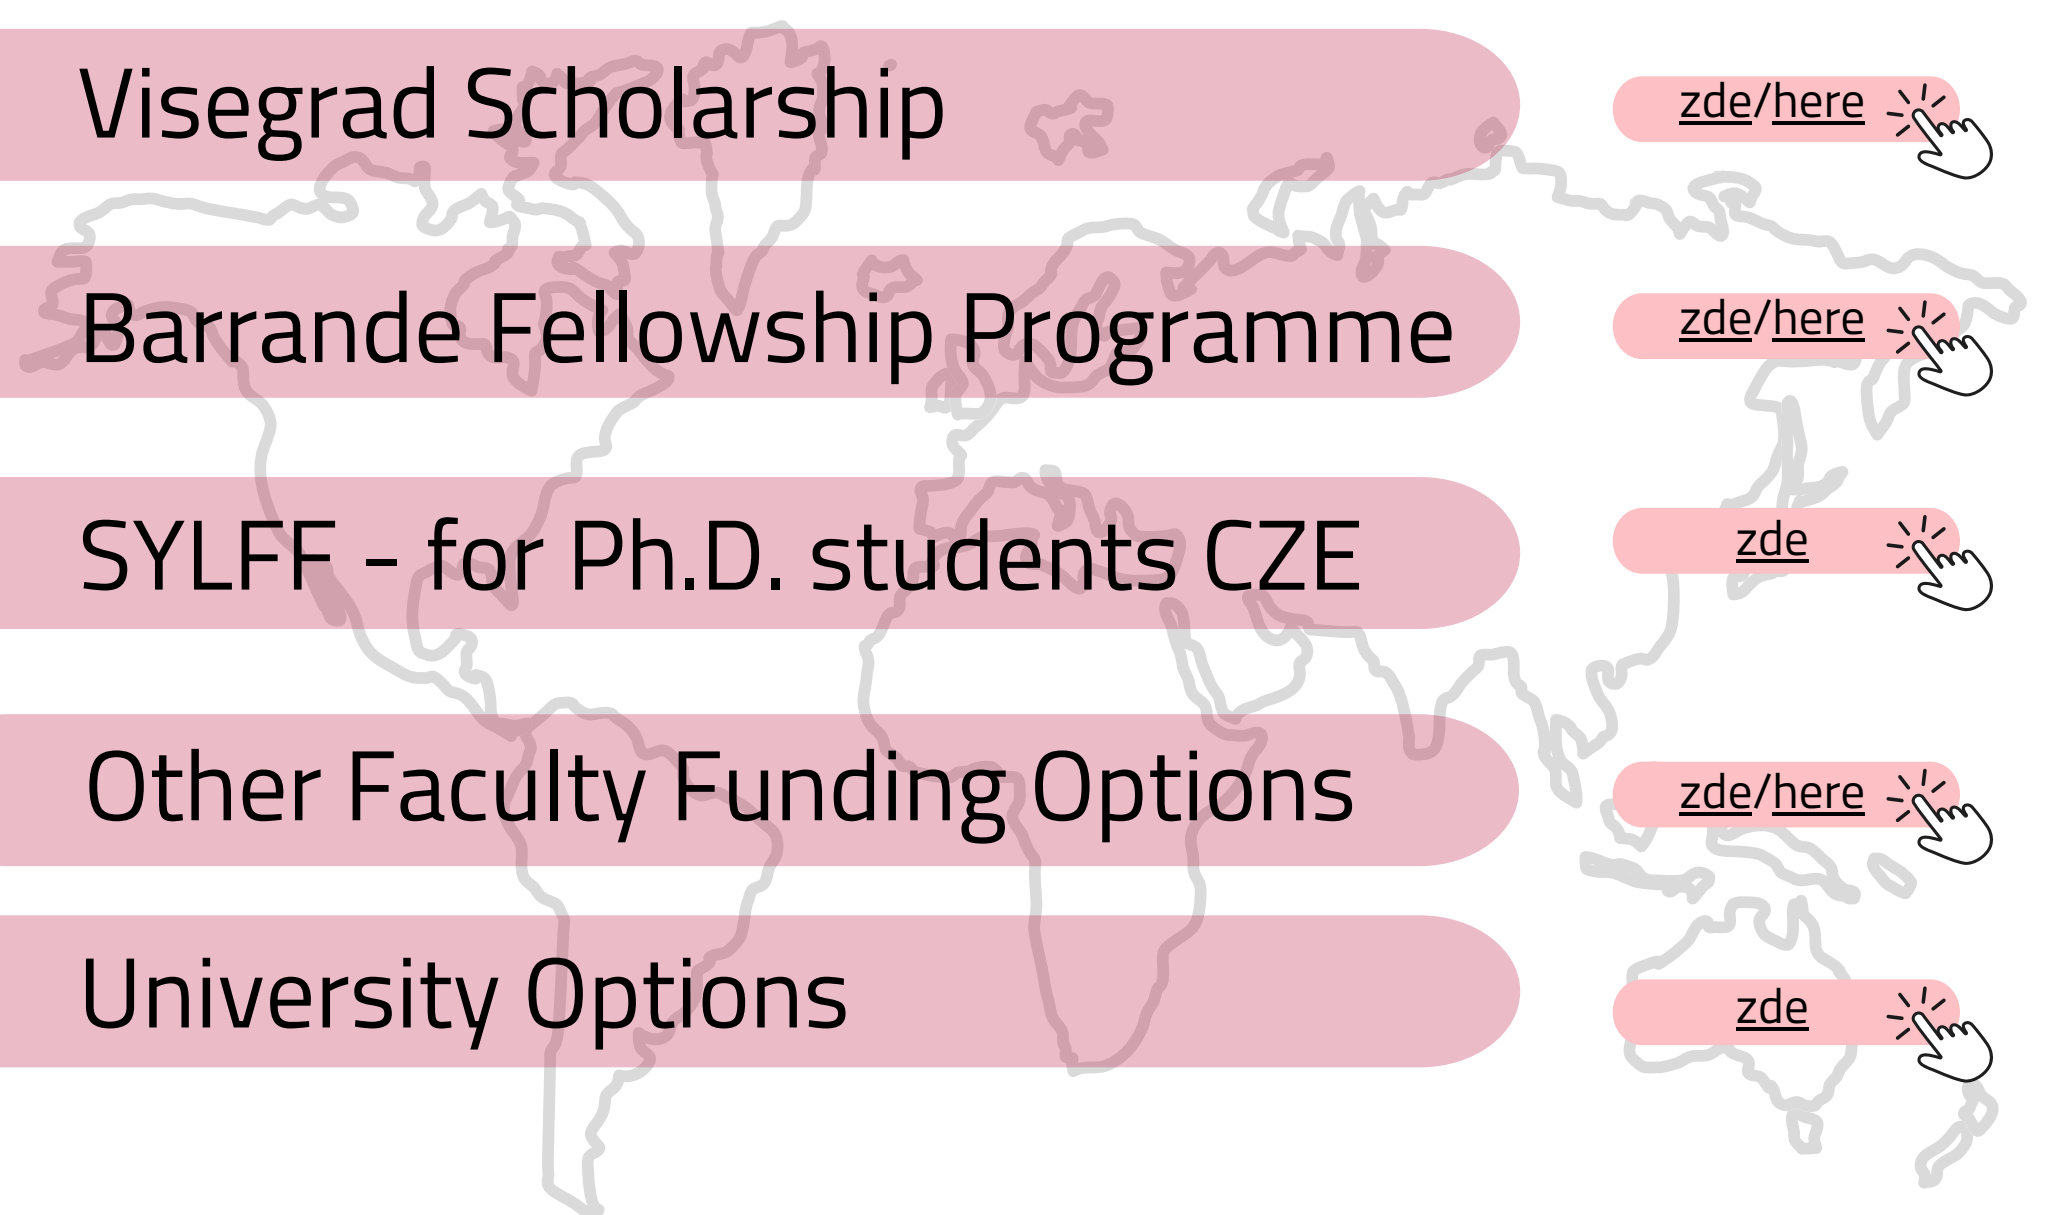 Visegrad Scholarship
zde/here
Barrande Fellowship Programme
zde/here
SYLFF - for Ph.D. students CZE
zde
Other Faculty Funding Options
zde/here
University Options
zde